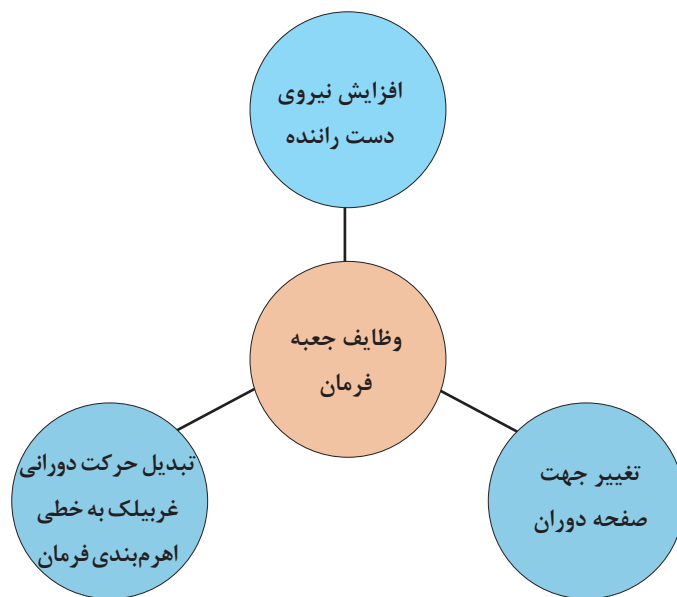 افزایش نیروی
دست راننده
وظایف جعبه
فرمان
تغییر جهت
صفحه دوران
تبدیل حرکت دورانی
غربیلک به خطی
اهرم‌بندی فرمان